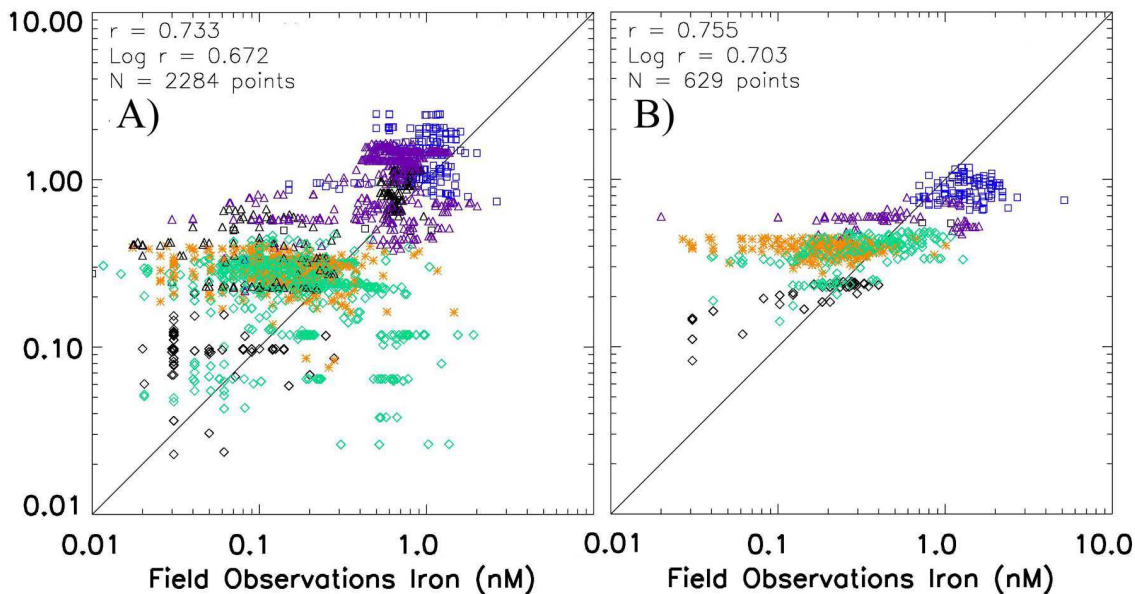 10.00
1.00
0.10
0.01
r = 0.733
Log r = 0.672
N = 2284 points
A)
0.01 0.1 1.0
Field Observations Iron (nM)
r = 0.755
Log r = 0.703
N = 629 points
B)
0.01 0.1 1.0 10.0
Field Observations Iron (nM)